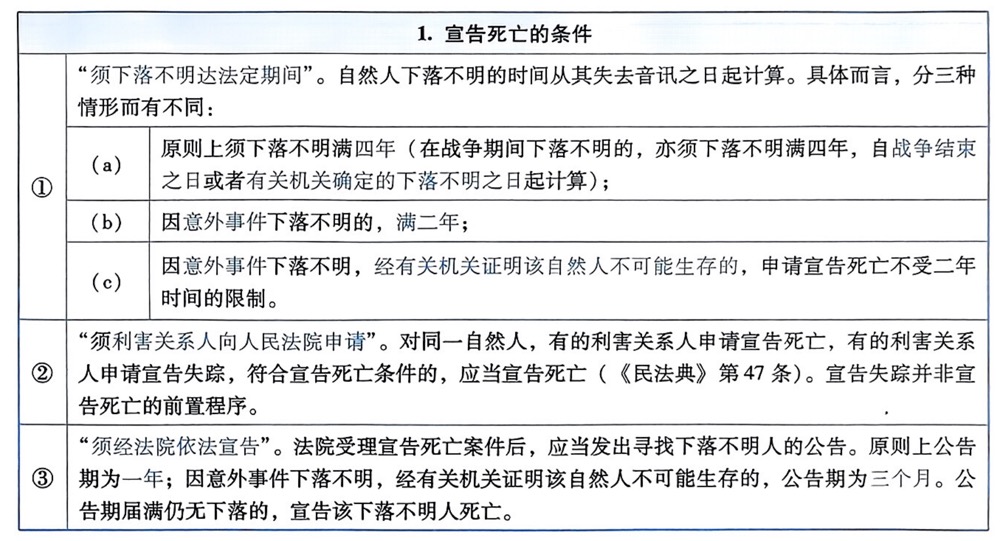 1. 宣告死亡的条件
“须下落不明达法定期间”。自然人下落不明的时间从其失去音讯之日起计算。具体而言，分三种
情形而有不同：
①
（a）
原则上须下落不明满四年（在战争期间下落不明的，亦须下落不明满四年，自战争结束
之日或者有关机关确定的下落不明之日起计算）；
（b）
因意外事件下落不明的，满二年；
（c）
因意外事件下落不明，经有关机关证明该自然人不可能生存的，申请宣告死亡不受二年
时间的限制。
②
“须利害关系人向人民法院申请”。对同一自然人，有的利害关系人申请宣告死亡，有的利害关系
人申请宣告失踪，符合宣告死亡条件的，应当宣告死亡（《民法典》第47条）。宣告失踪并非宣
告死亡的前置程序。
③
“须经法院依法宣告”。法院受理宣告死亡案件后，应当发出寻找下落不明人的公告。原则上公告
期为一年；因意外事件下落不明，经有关机关证明该自然人不可能生存的，公告期为三个月。公
告期届满仍无下落的，宣告该下落不明人死亡。